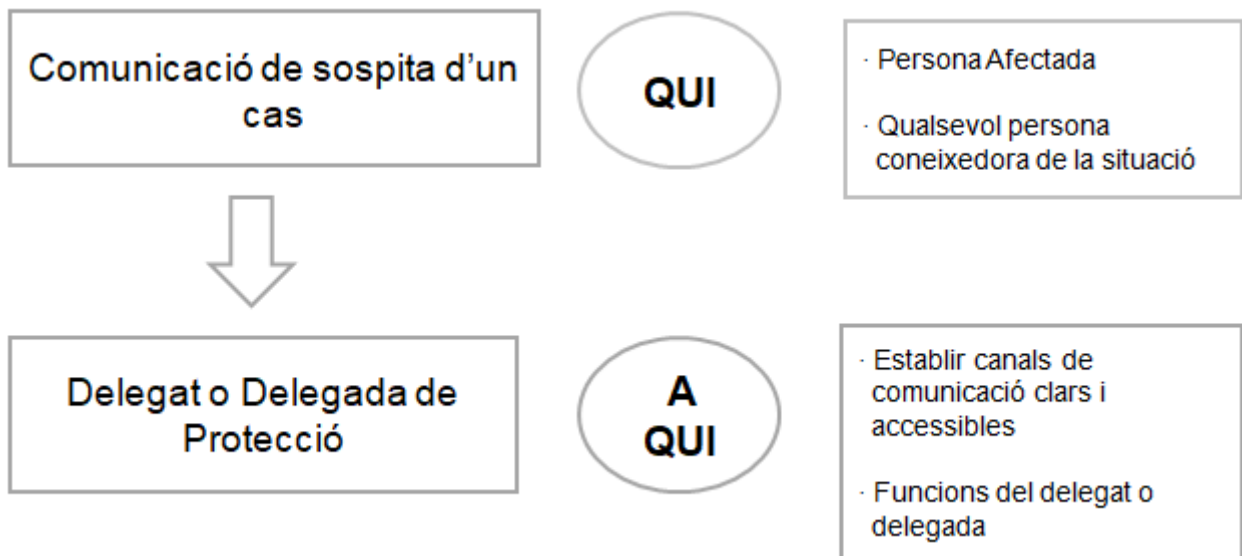 Comunicació de sospita d'un
cas
QUI
· Persona Afectada
· Qualsevol persona
coneixedora de la situació
Delegat o Delegada de
Protecció
A
QUI
· Establir canals de
comunicació clars i
accessibles
· Funcions del delegat o
delegada